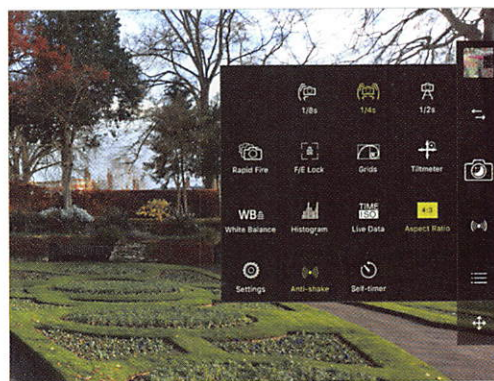 1/8s 1/4s 1/2s
Rapid Fire F/E Lock Grids Tiltmeter
WB TIME ISO 4:3
White Balance Histogram Live Data Aspect Ratio
Settings Anti-shake Self-timer